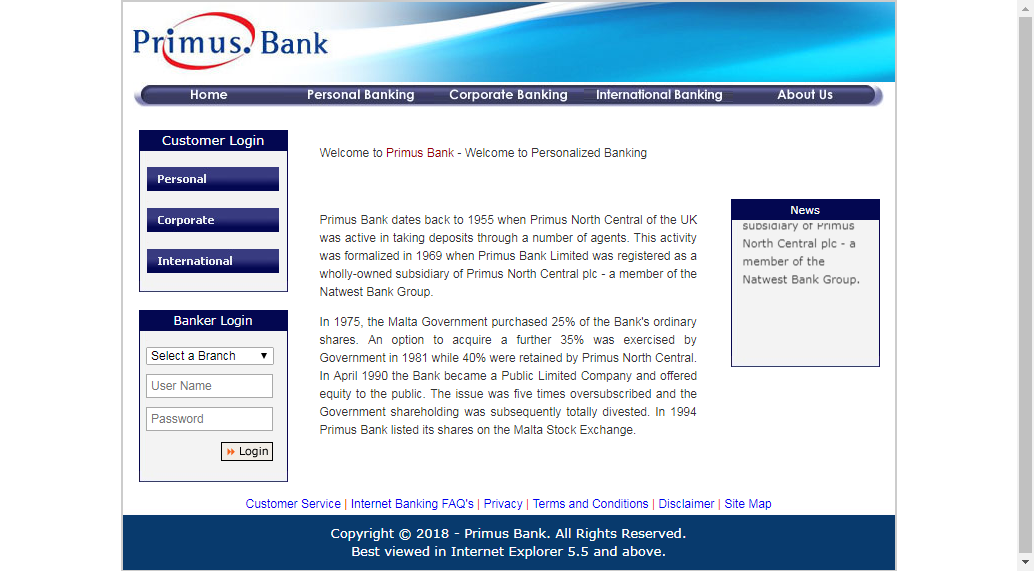 Primus. Bank
Home Personal Banking Corporate Banking International Banking About Us
Customer Login
Personal
Corporate
International
Banker Login
Select a Branch
User Name
Password
Login
Welcome to Primus Bank - Welcome to Personalized Banking
Primus Bank dates back to 1955 when Primus North Central of the UK
was active in taking deposits through a number of agents. This activity
was formalized in 1969 when Primus Bank Limited was registered as a
wholly-owned subsidiary of Primus North Central plc - a member of the
Natwest Bank Group.
In 1975, the Malta Government purchased 25% of the Bank's ordinary
shares. An option to acquire a further 35% was exercised by
Government in 1981 while 40% were retained by Primus North Central.
In April 1990 the Bank became a Public Limited Company and offered
equity to the public. The issue was five times oversubscribed and the
Government shareholding was subsequently totally divested. In 1994
Primus Bank listed its shares on the Malta Stock Exchange.
News
subsidiary of Primus
North Central plc - a
member of the
Natwest Bank Group.
Customer Service | Internet Banking FAQ's | Privacy | Terms and Conditions | Disclaimer | Site Map
Copyright © 2018 - Primus Bank. All Rights Reserved.
Best viewed in Internet Explorer 5.5 and above.